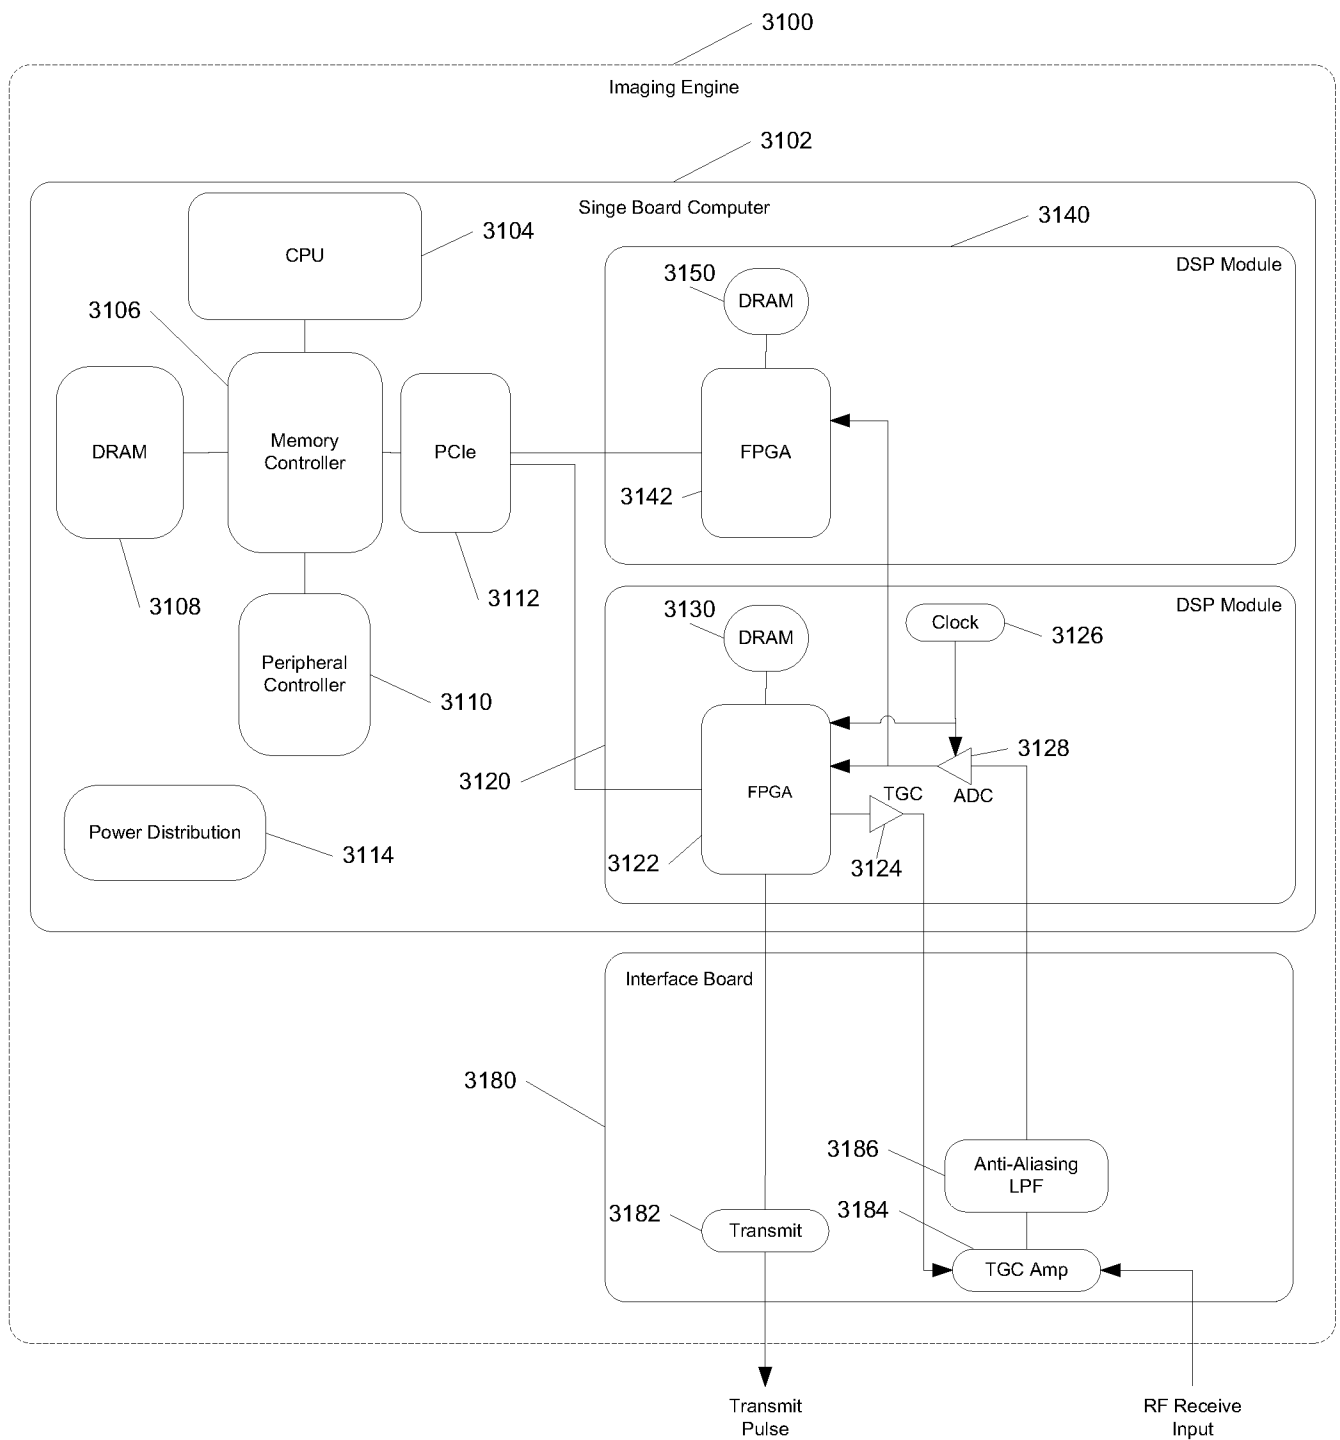 3100
Imaging Engine
3102
Singe Board Computer
3140
DSP Module
CPU
3104
3150
DRAM
3106
DRAM
Memory
Controller
PCIe
FPGA
3142
3108
3112
3130
DRAM
DSP Module
Clock
3126
Peripheral
Controller
3110
3128
3120
FPGA
TGC
ADC
Power Distribution
3114
3122
3124
Interface Board
3180
3186
Anti-Aliasing
LPF
3182
Transmit
3184
TGC Amp
Transmit
Pulse
RF Receive
Input